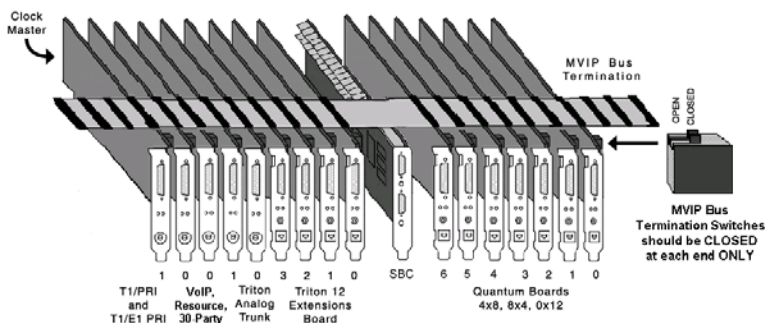 Clock
Master
MVIP Bus
Termination
OPEN
CLOSED
MVIP Bus
Termination Switches
should be CLOSED
at each end ONLY
1 0 0 1 0 3 2 1 0 SBC 6 5 4 3 2 1 0
T1/PRI
and
T1/E1 PRI
VoIP,
Resource,
30-Party
Triton
Analog
Trunk
Triton 12
Extensions
Board
Quantum Boards
4x8, 8x4, 0x12